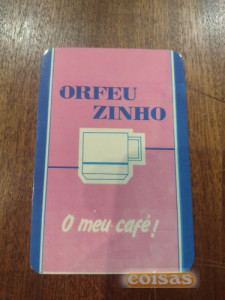 ORFEU
ZINHO
O meu café!
coisas